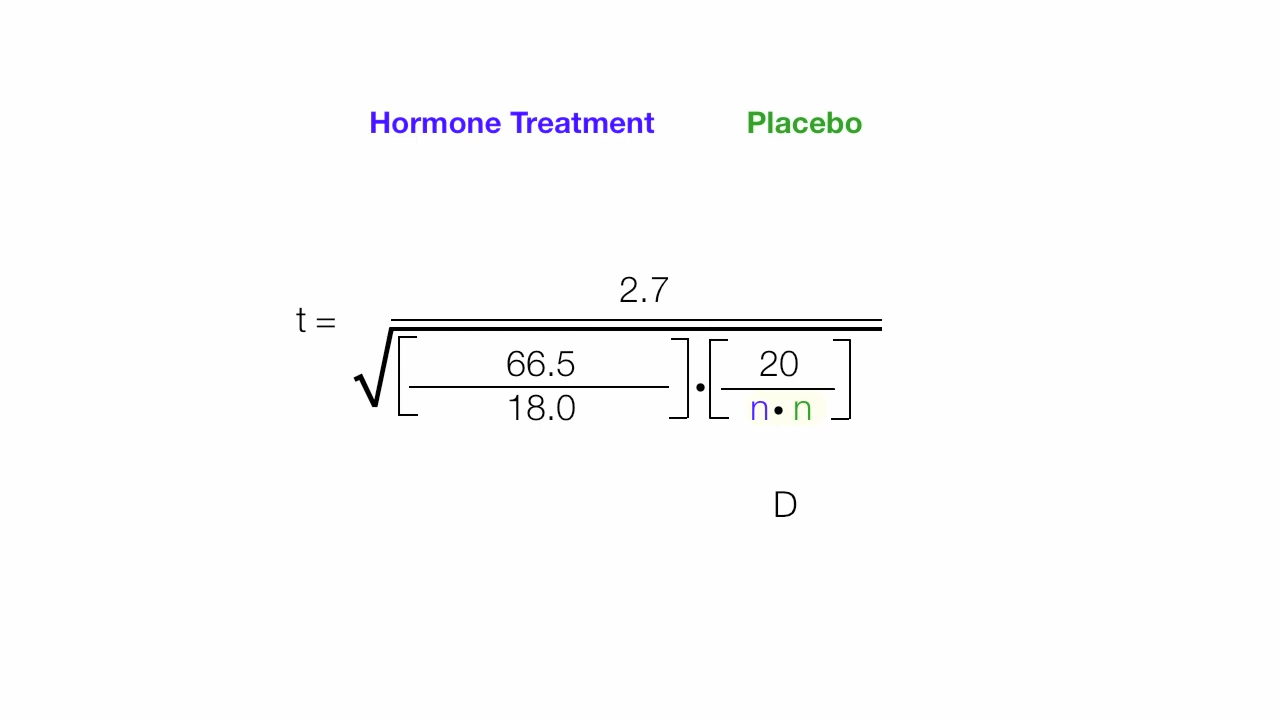 Hormone Treatment Placebo
2.7
t =
√ [ 66.5 ] • [ 20 ]
18.0 n • n
D